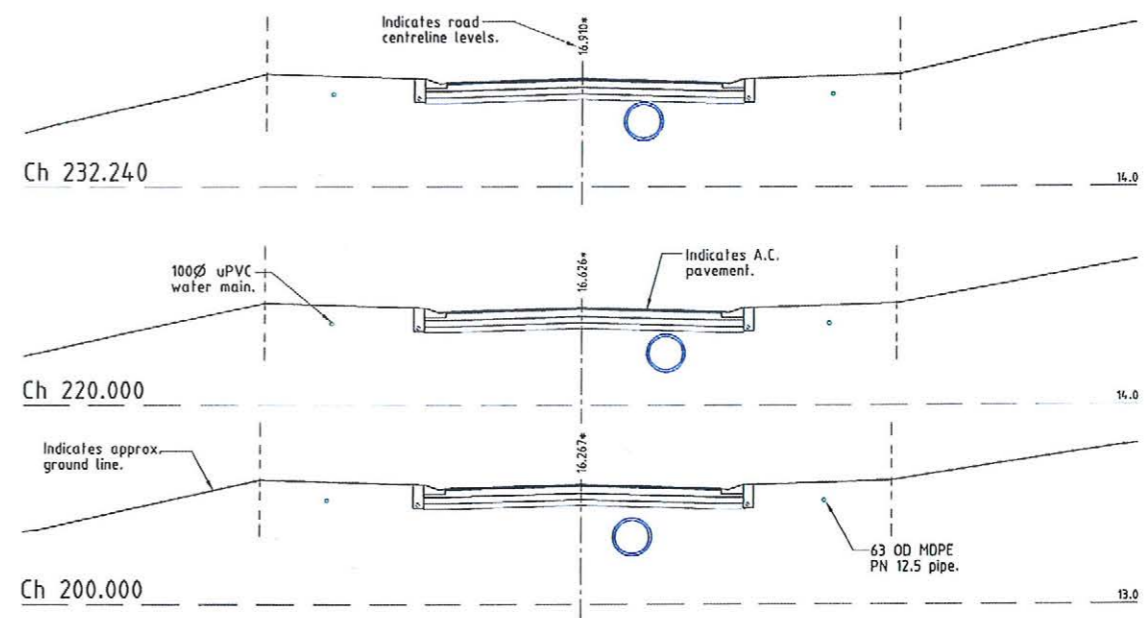 Indicates road
centreline levels.
16.910*
Ch 232.240
14.0
100Ø uPVC
water main.
16.626*
Indicates A.C.
pavement.
Ch 220.000
14.0
Indicates approx.
ground line.
16.267*
63 OD MDPE
PN 12.5 pipe.
Ch 200.000
13.0